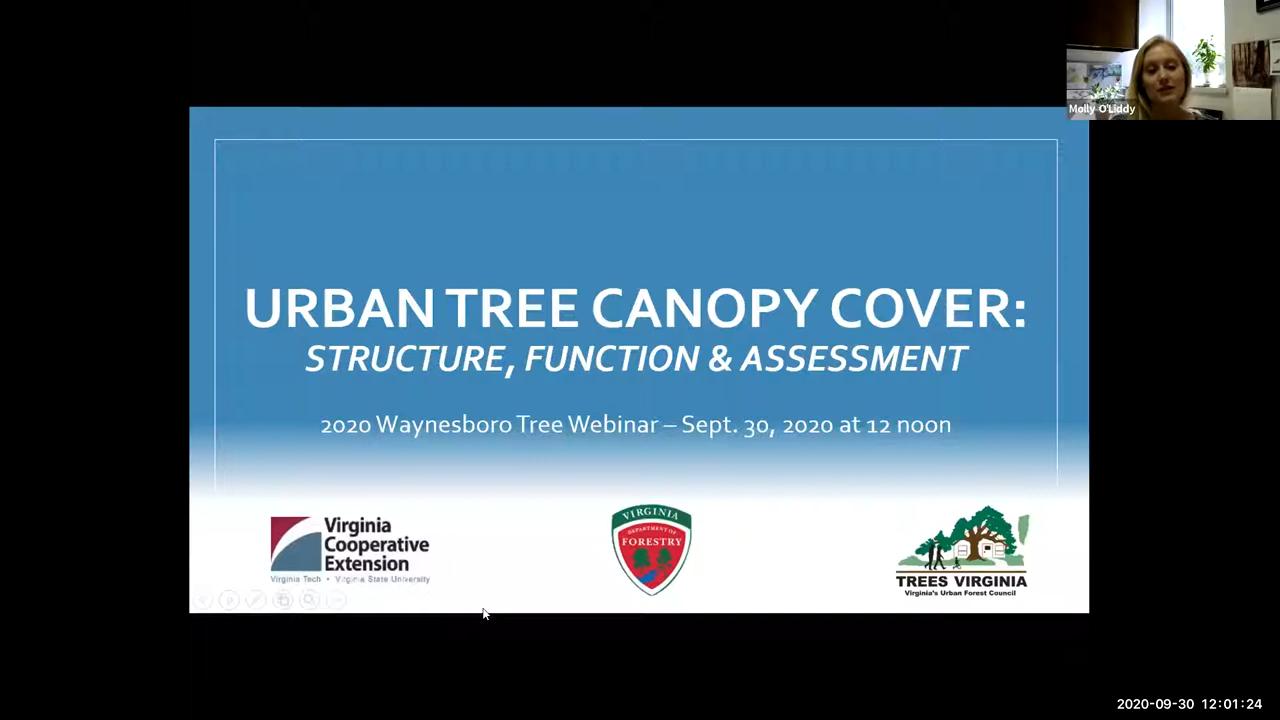 Molly O'Liddy
URBAN TREE CANOPY COVER:
STRUCTURE, FUNCTION & ASSESSMENT
2020 Waynesboro Tree Webinar – Sept. 30, 2020 at 12 noon
Virginia
Cooperative
Extension
Virginia Tech • Virginia State University
VIRGINIA
DEPARTMENT OF
FORESTRY
TREES VIRGINIA
Virginia's Urban Forest Council
2020-09-30 12:01:24